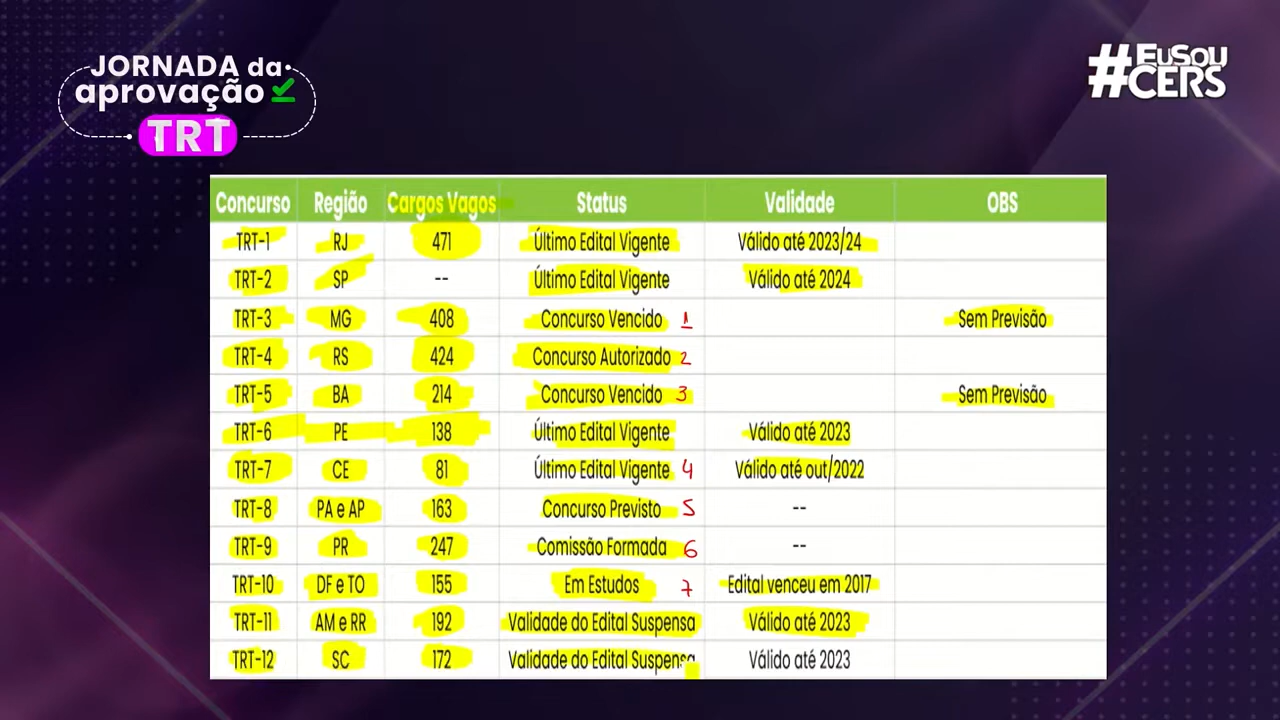 JORNADA da
aprovação
TRT
#EuSou
CERS
Concurso Região Cargos Vagos Status Validade OBS
TRT-1 RJ 471 Último Edital Vigente Válido até 2023/24
TRT-2 SP -- Último Edital Vigente Válido até 2024
TRT-3 MG 408 Concurso Vencido 1 Sem Previsão
TRT-4 RS 424 Concurso Autorizado 2
TRT-5 BA 214 Concurso Vencido 3 Sem Previsão
TRT-6 PE 138 Último Edital Vigente Válido até 2023
TRT-7 CE 81 Último Edital Vigente 4 Válido até out/2022
TRT-8 PA e AP 163 Concurso Previsto 5 --
TRT-9 PR 247 Comissão Formada 6 --
TRT-10 DF e TO 155 Em Estudos 7 Edital venceu em 2017
TRT-11 AM e RR 192 Validade do Edital Suspensa Válido até 2023
TRT-12 SC 172 Validade do Edital Suspensa Válido até 2023